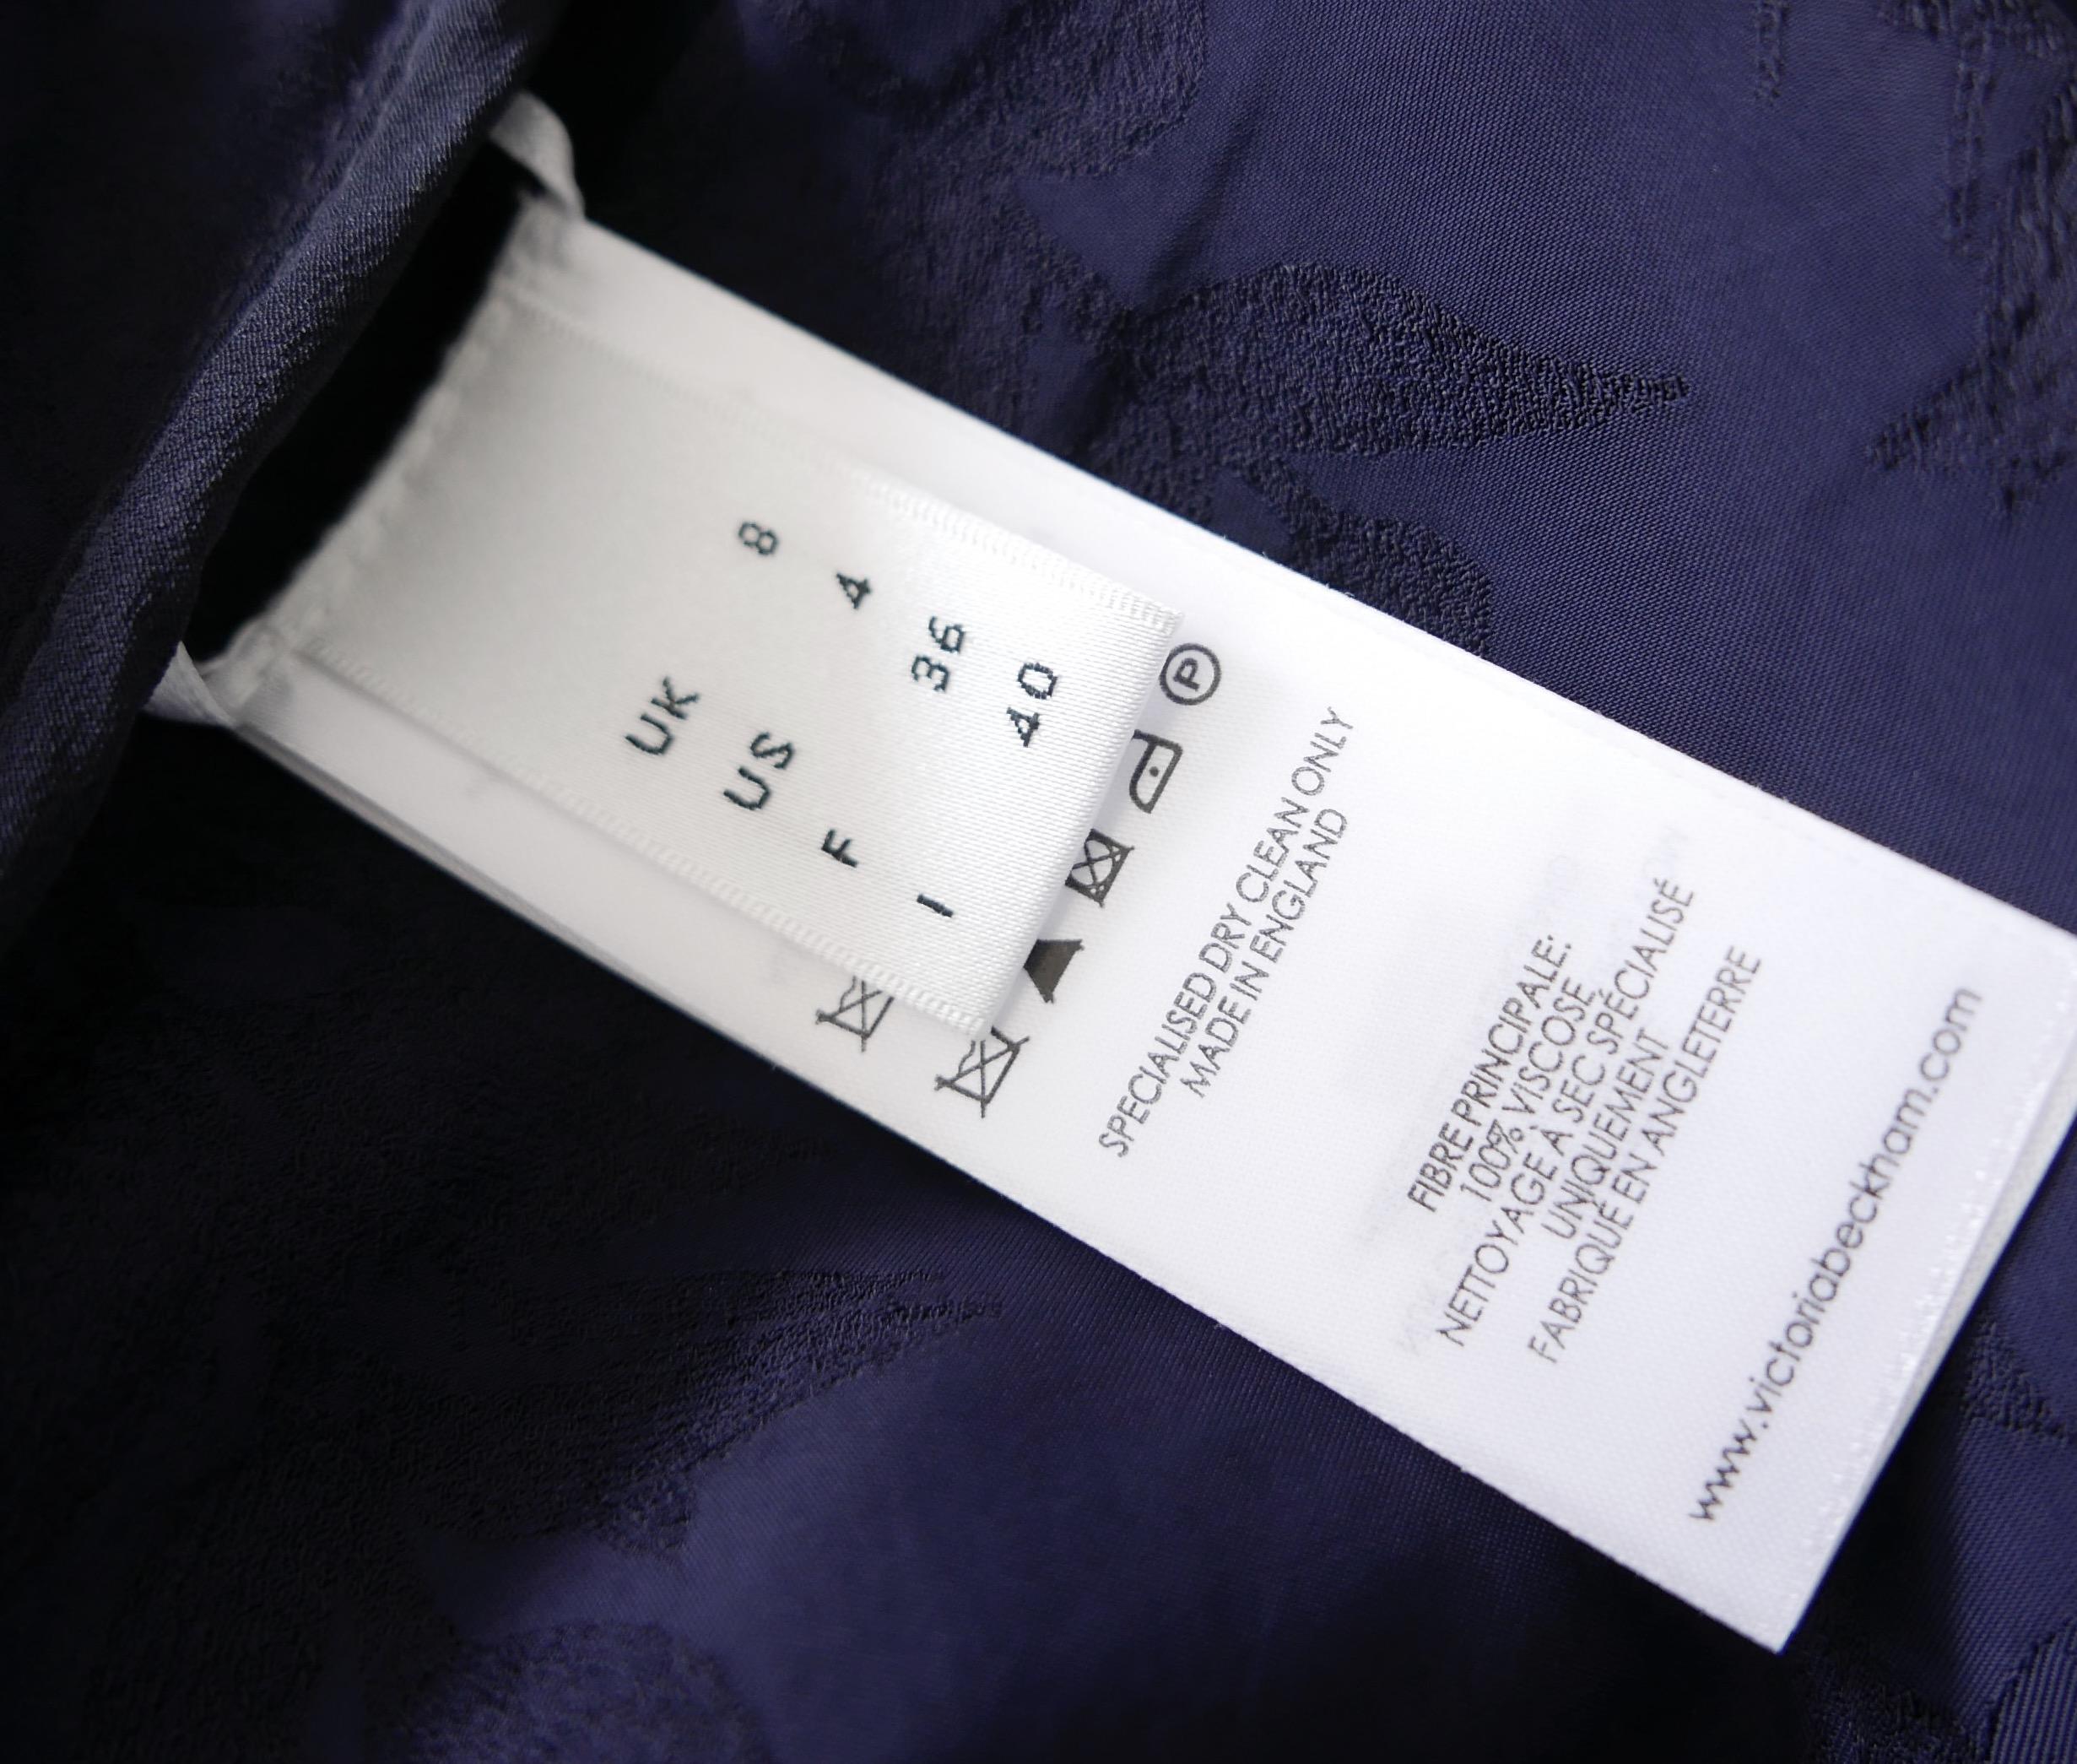 UK 8
US 4
F 36
I 40
P
SPECIALISED DRY CLEAN ONLY
MADE IN ENGLAND
FIBRE PRINCIPALE:
100% VISCOSE
NETTOYAGE À SEC SPÉCIALISÉ
UNIQUEMENT
FABRIQUÉ EN ANGLETERRE
www.victoriabeckham.com